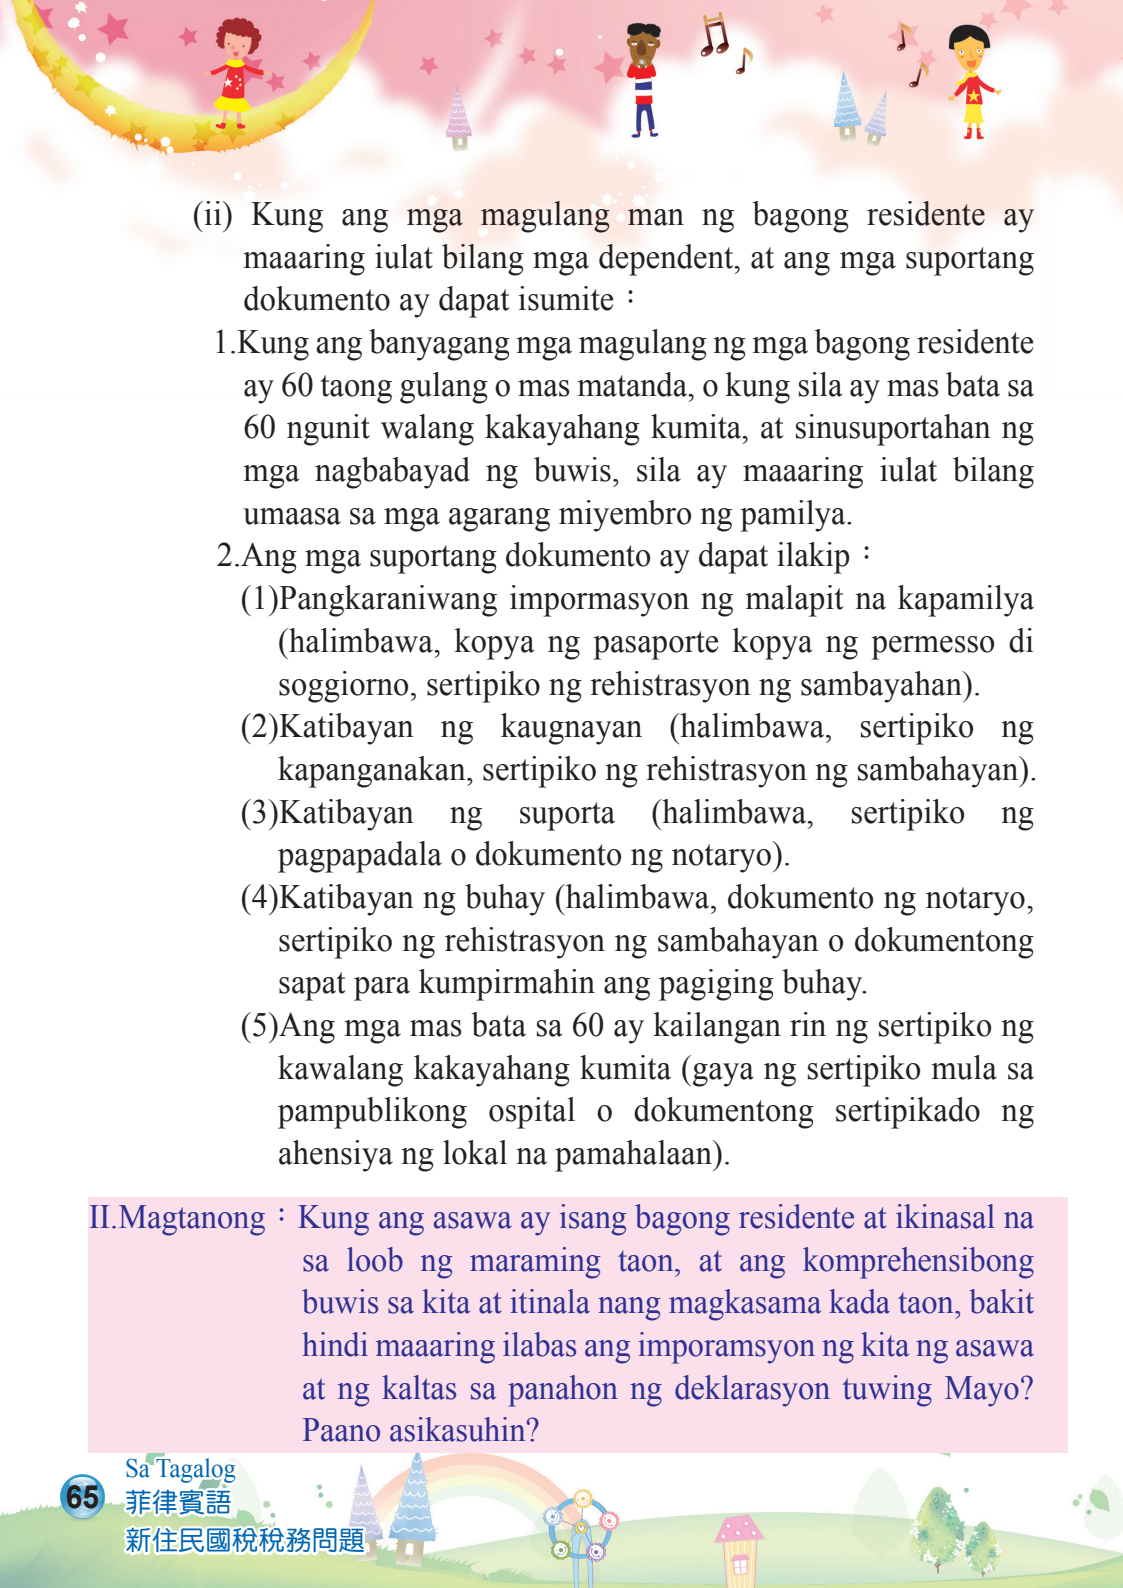 (ii) Kung ang mga magulang man ng bagong residente ay
maaaring iulat bilang mga dependent, at ang mga suportang
dokumento ay dapat isumite：
1.Kung ang banyagang mga magulang ng mga bagong residente
ay 60 taong gulang o mas matanda, o kung sila ay mas bata sa
60 ngunit walang kakayahang kumita, at sinusuportahan ng
mga nagbabayad ng buwis, sila ay maaaring iulat bilang
umaasa sa mga agarang miyembro ng pamilya.
2.Ang mga suportang dokumento ay dapat ilakip：
(1)Pangkaraniwang impormasyon ng malapit na kapamilya
(halimbawa, kopya ng pasaporte kopya ng permesso di
soggiorno, sertipiko ng rehistrasyon ng sambayahan).
(2)Katibayan ng kaugnayan (halimbawa, sertipiko ng
kapanganakan, sertipiko ng rehistrasyon ng sambahayan).
(3)Katibayan ng suporta (halimbawa, sertipiko ng
pagpapadala o dokumento ng notaryo).
(4)Katibayan ng buhay (halimbawa, dokumento ng notaryo,
sertipiko ng rehistrasyon ng sambahayan o dokumentong
sapat para kumpirmahin ang pagiging buhay.
(5)Ang mga mas bata sa 60 ay kailangan rin ng sertipiko ng
kawalang kakayahang kumita (gaya ng sertipiko mula sa
pampublikong ospital o dokumentong sertipikado ng
ahensiya ng lokal na pamahalaan).
II.Magtanong：Kung ang asawa ay isang bagong residente at ikinasal na
sa loob ng maraming taon, at ang komprehensibong
buwis sa kita at itinala nang magkasama kada taon, bakit
hindi maaaring ilabas ang imporamsyon ng kita ng asawa
at ng kaltas sa panahon ng deklarasyon tuwing Mayo?
Paano asikasuhin?
Sa Tagalog
65 菲律賓語
新住民國稅稅務問題